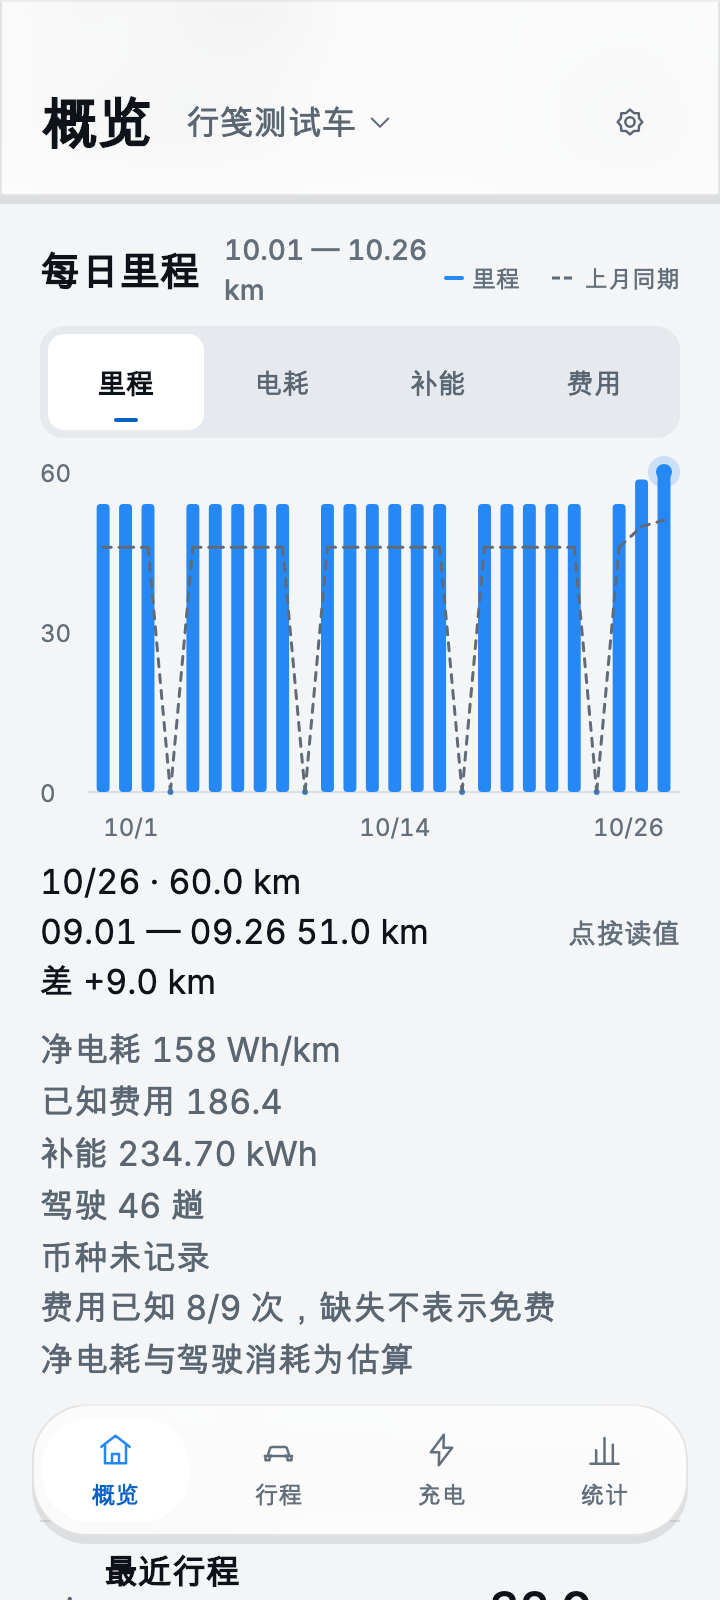 概览 行笺测试车
每日里程 10.01 — 10.26
km
里程 -- 上月同期
里程 电耗 补能 费用
60
30
0
10/1 10/14 10/26
10/26 · 60.0 km
09.01 — 09.26 51.0 km 点按读值
差 +9.0 km
净电耗 158 Wh/km
已知费用 186.4
补能 234.70 kWh
驾驶 46 趟
币种未记录
费用已知 8/9 次，缺失不表示免费
净电耗与驾驶消耗为估算
概览 行程 充电 统计
最近行程